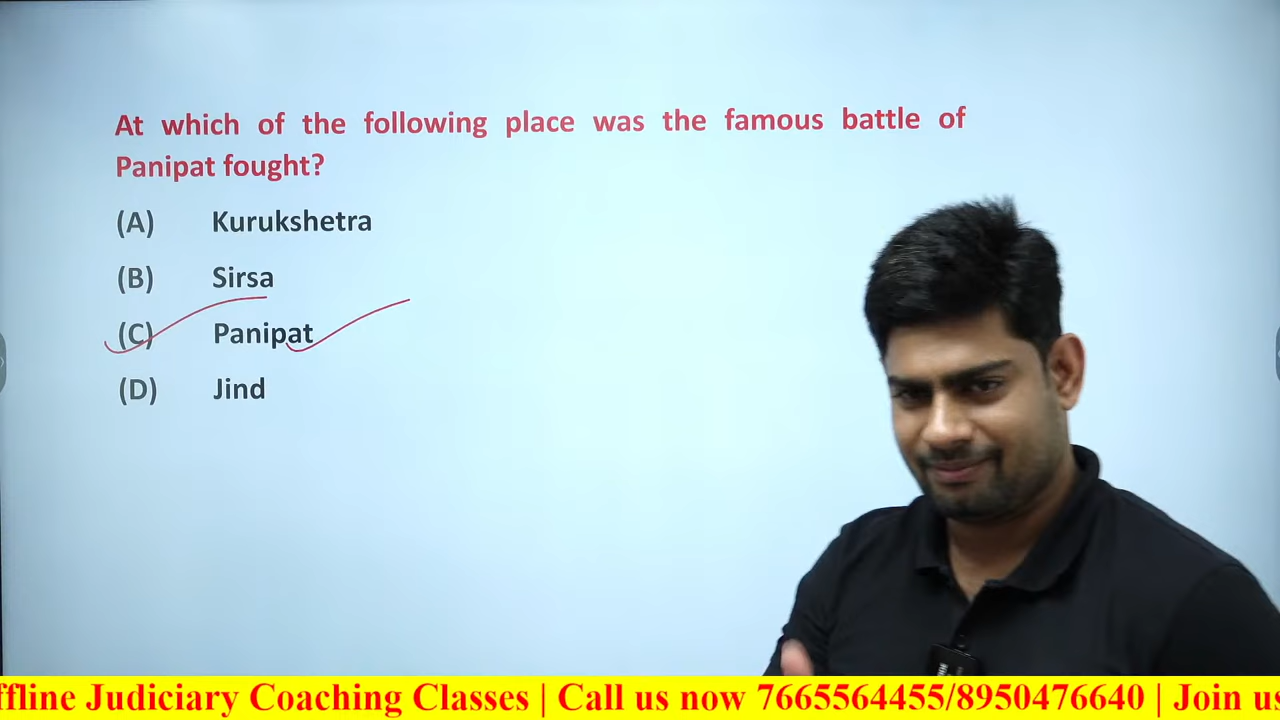 At which of the following place was the famous battle of
Panipat fought?
(A) Kurukshetra
(B) Sirsa
(C) Panipat
(D) Jind
ffline Judiciary Coaching Classes | Call us now 7665564455/8950476640 | Join us